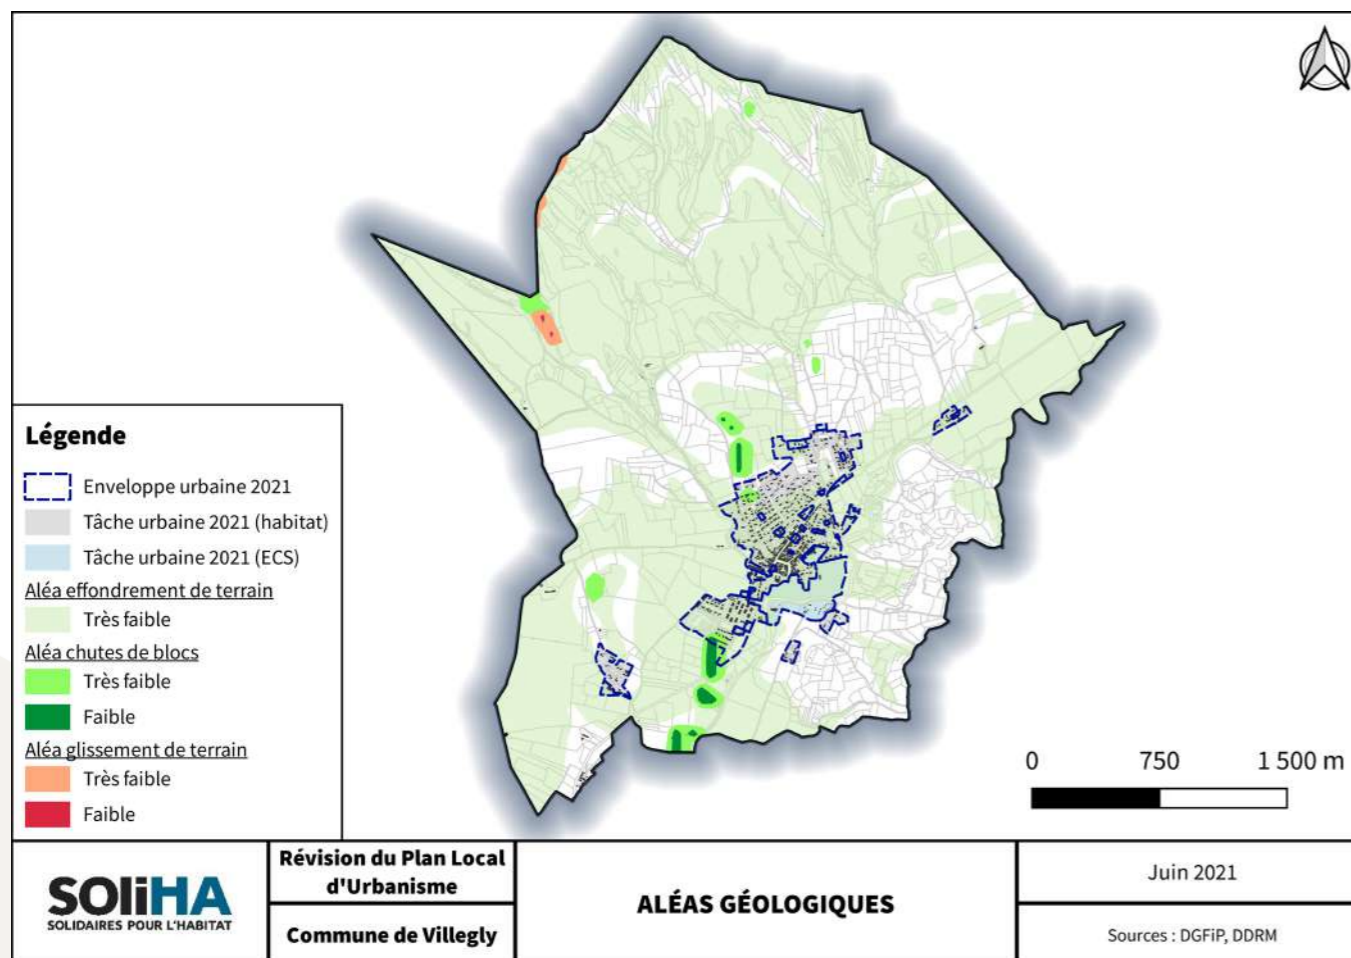 Légende
Enveloppe urbaine 2021
Tâche urbaine 2021 (habitat)
Tâche urbaine 2021 (ECS)
Aléa effondrement de terrain
Très faible
Aléa chutes de blocs
Très faible
Faible
Aléa glissement de terrain
Très faible
Faible
0 750 1 500 m
SOLiHA
SOLIDAIRES POUR L'HABITAT
Révision du Plan Local
d'Urbanisme
Commune de Villegly
ALÉAS GÉOLOGIQUES
Juin 2021
Sources : DGFiP, DDRM